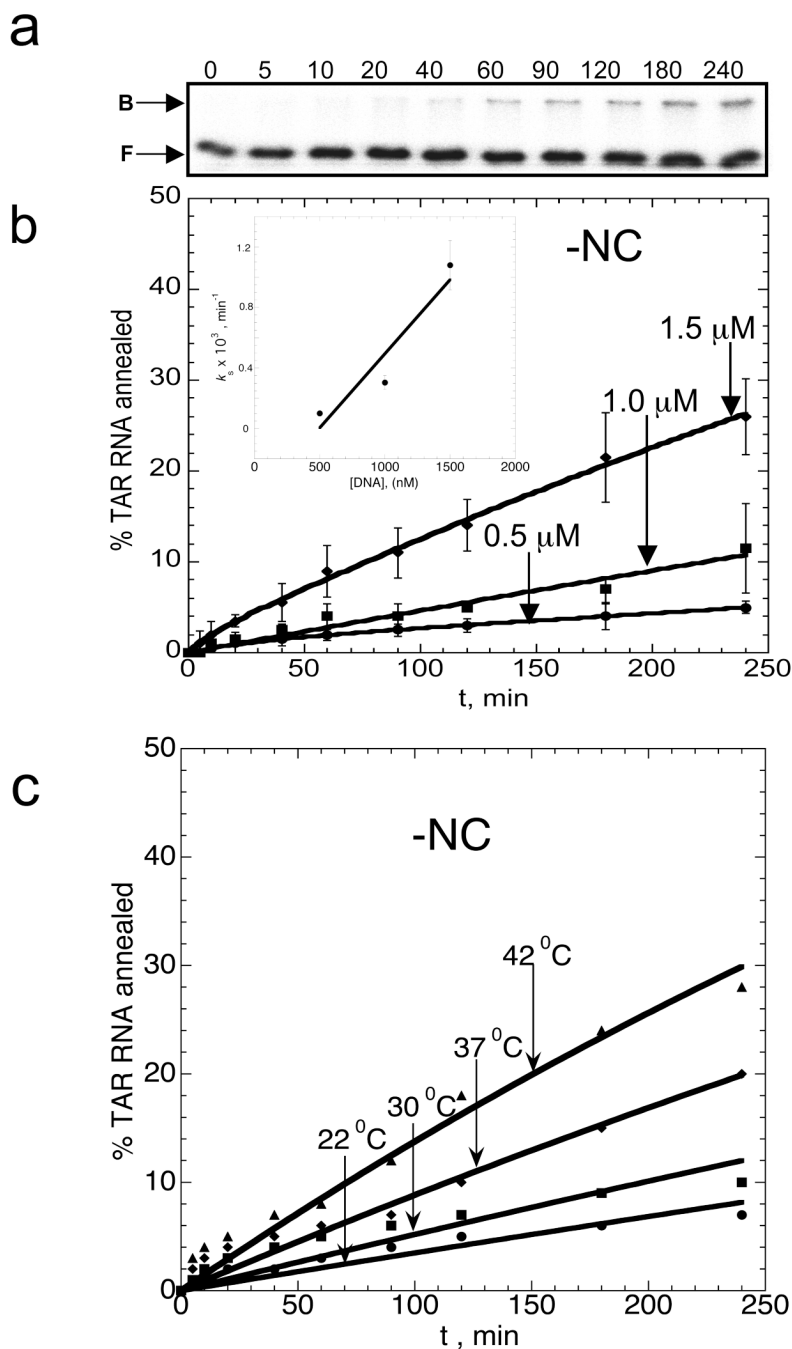 a
0 5 10 20 40 60 90 120 180 240
B
F
b
-NC
50
40
30
20
10
0
% TAR RNA annealed
0 50 100 150 200 250
t, min
1.5 μM
1.0 μM
0.5 μM
1.2
0.8
0.4
0
ks x 10³ , min⁻¹
0 500 1000 1500 2000
[DNA], (nM)
c
-NC
50
40
30
20
10
0
% TAR RNA annealed
42 ⁰C
37 ⁰C
30 ⁰C
22 ⁰C
0 50 100 150 200 250
t , min